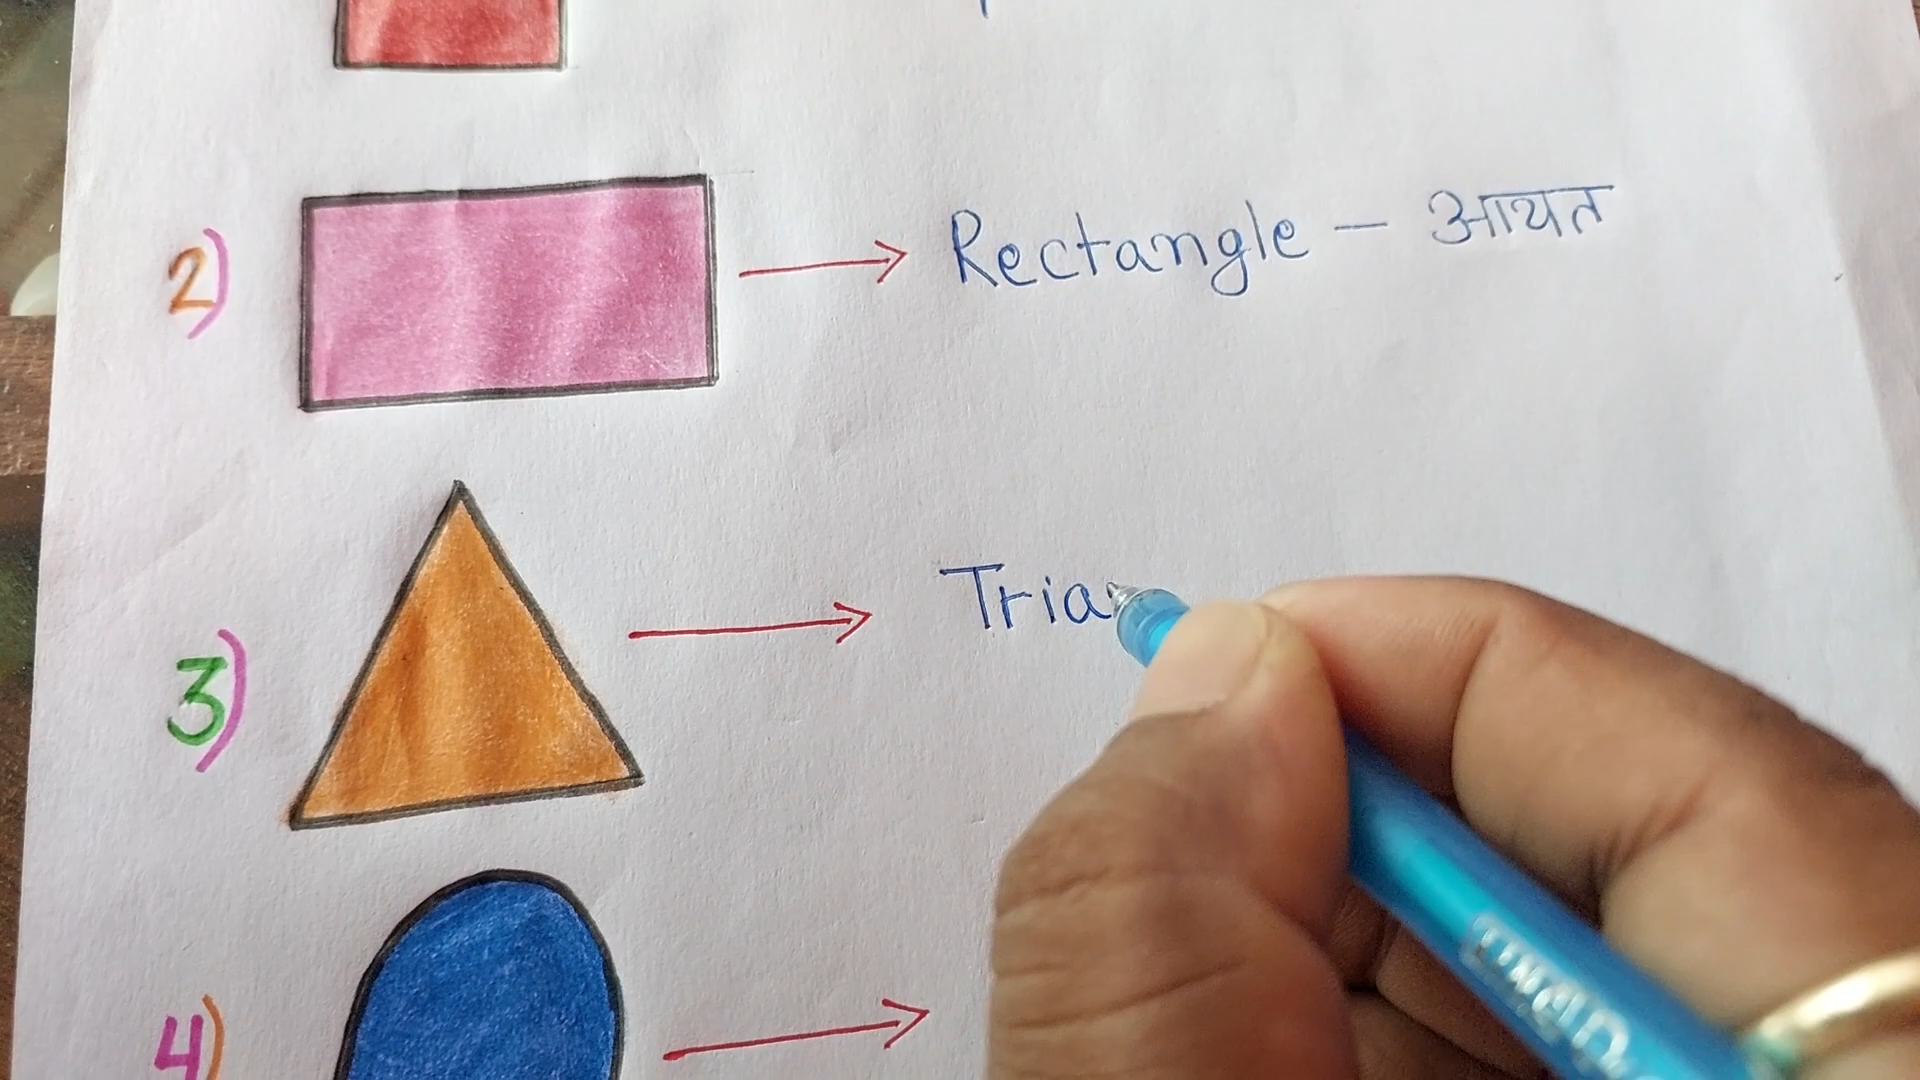 2) Rectangle - आयत
3) Tria
4)